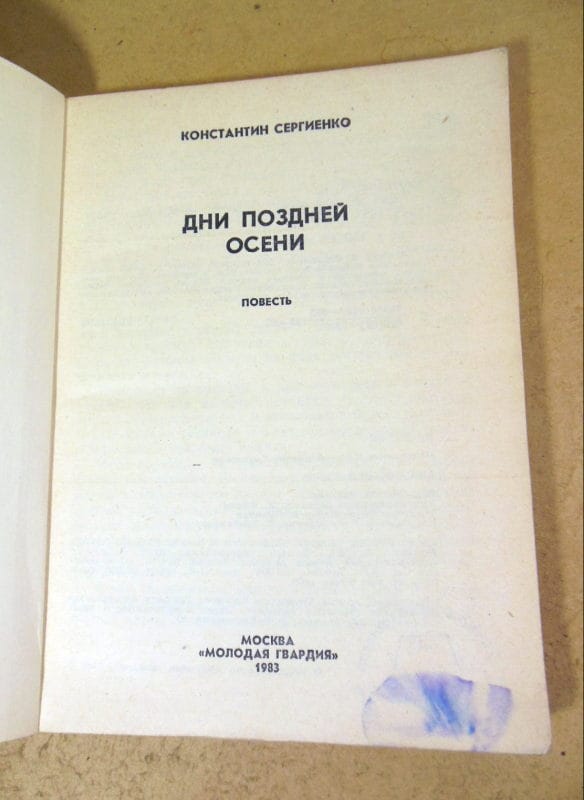 КОНСТАНТИН СЕРГИЕНКО
ДНИ ПОЗДНЕЙ
ОСЕНИ
ПОВЕСТЬ
МОСКВА
«МОЛОДАЯ ГВАРДИЯ»
1983